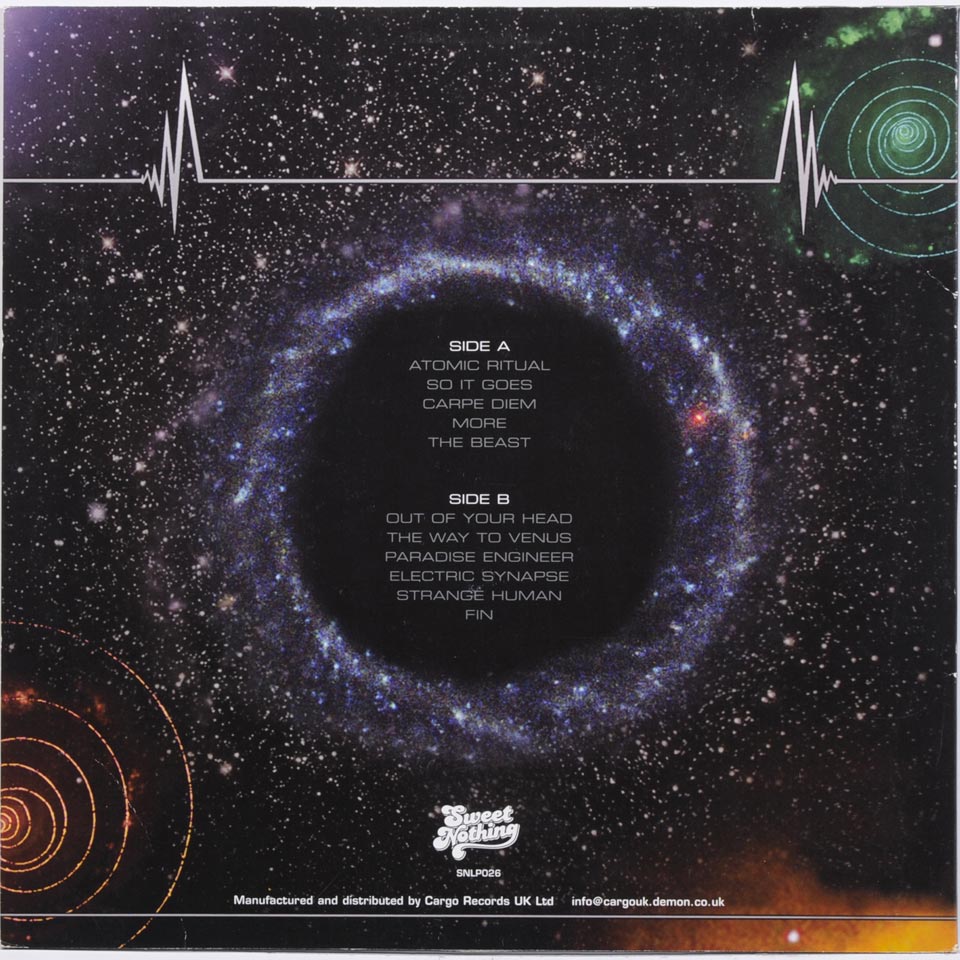 SIDE A
ATOMIC RITUAL
SO IT GOES
CARPE DIEM
MORE
THE BEAST
SIDE B
OUT OF YOUR HEAD
THE WAY TO VENUS
PARADISE ENGINEER
ELECTRIC SYNAPSE
STRANGE HUMAN
FIN
Sweet
Nothing
SNLP026
Manufactured and distributed by Cargo Records UK Ltd info@cargouk.demon.co.uk